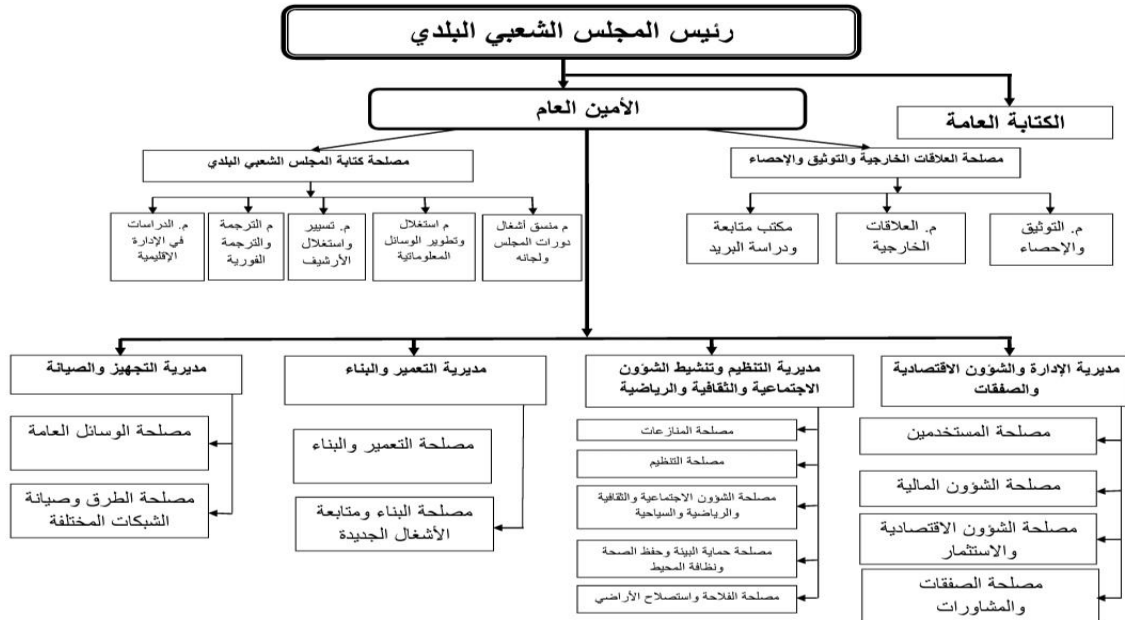 رئيس المجلس الشعبي البلدي
الأمين العام
الكتابة العامة
مصلحة العلاقات الخارجية والتوثيق والإحصاء
مصلحة كتابة المجلس الشعبي البلدي
م. التوثيق
والإحصاء
م. العلاقات
الخارجية
مكتب متابعة
ودراسة البريد
م منسق أشغال
دورات المجلس
ولجانه
م استغلال
وتطوير الوسائل
المعلوماتية
م. تسيير
واستغلال
الأرشيف
م الترجمة
والترجمة
الفورية
م. الدراسات
في الإدارة
الإقليمية
مديرية الإدارة والشؤون الاقتصادية
والصفقات
مصلحة المستخدمين
مصلحة الشؤون المالية
مصلحة الشؤون الاقتصادية
والاستثمار
مصلحة الصفقات
والمشاورات
مديرية التنظيم وتنشيط الشؤون
الاجتماعية والثقافية والرياضية
مصلحة المنازعات
مصلحة التنظيم
مصلحة الشؤون الاجتماعية والثقافية
والرياضية و السياحية
مصلحة حماية البيئة وحفظ الصحة
ونظافة المحيط
مصلحة الفلاحة واستصلاح الأراضي
مديرية التعمير والبناء
مصلحة التعمير والبناء
مصلحة البناء ومتابعة
الأشغال الجديدة
مديرية التجهيز والصيانة
مصلحة الوسائل العامة
مصلحة الطرق وصيانة
الشبكات المختلفة